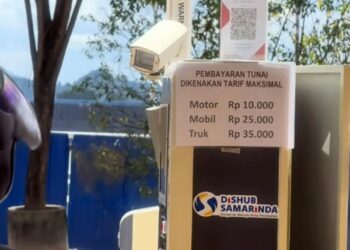 PEMBAYARAN TUNAI
DIKENAKAN TARIF MAKSIMAL
Motor Rp 10.000
Mobil Rp 25.000
Truk Rp 35.000
DISHUB
SAMARINDA